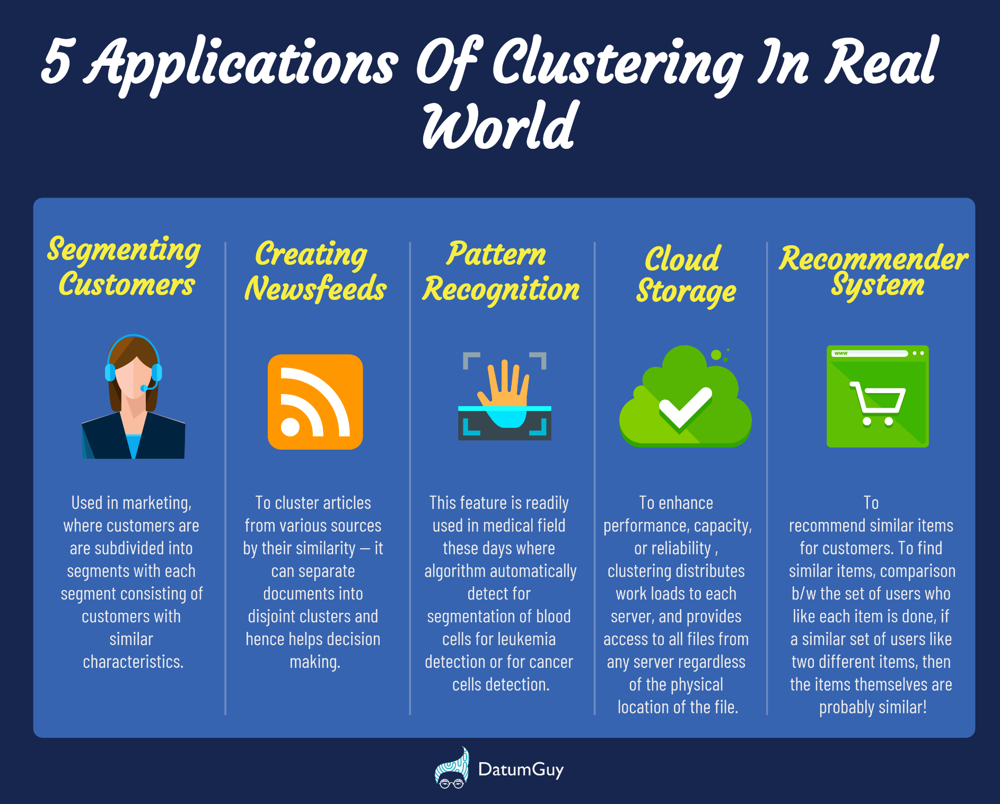 5 Applications Of Clustering In Real
World
Segmenting
Customers
Used in marketing,
where customers are
are subdivided into
segments with each
segment consisting of
customers with
similar
characteristics.
Creating
Newsfeeds
To cluster articles
from various sources
by their similarity – it
can separate
documents into
disjoint clusters and
hence helps decision
making.
Pattern
Recognition
This feature is readily
used in medical field
these days where
algorithm automatically
detect for
segmentation of blood
cells for leukemia
detection or for cancer
cells detection.
Cloud
Storage
To enhance
performance, capacity,
or reliability ,
clustering distributes
work loads to each
server, and provides
access to all files from
any server regardless
of the physical
location of the file.
Recommender
System
www
To
recommend similar items
for customers. To find
similar items, comparison
b/w the set of users who
like each item is done, if
a similar set of users like
two different items, then
the items themselves are
probably similar!
DatumGuy